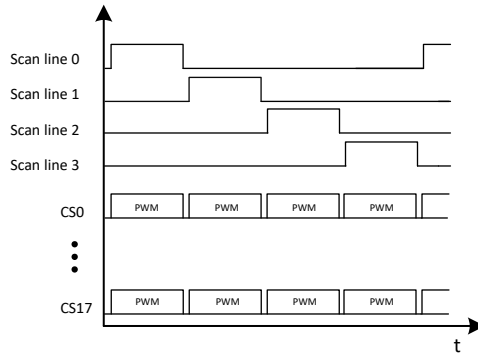 Scan line 0
Scan line 1
Scan line 2
Scan line 3
CS0 PWM PWM PWM PWM
CS17 PWM PWM PWM PWM
t